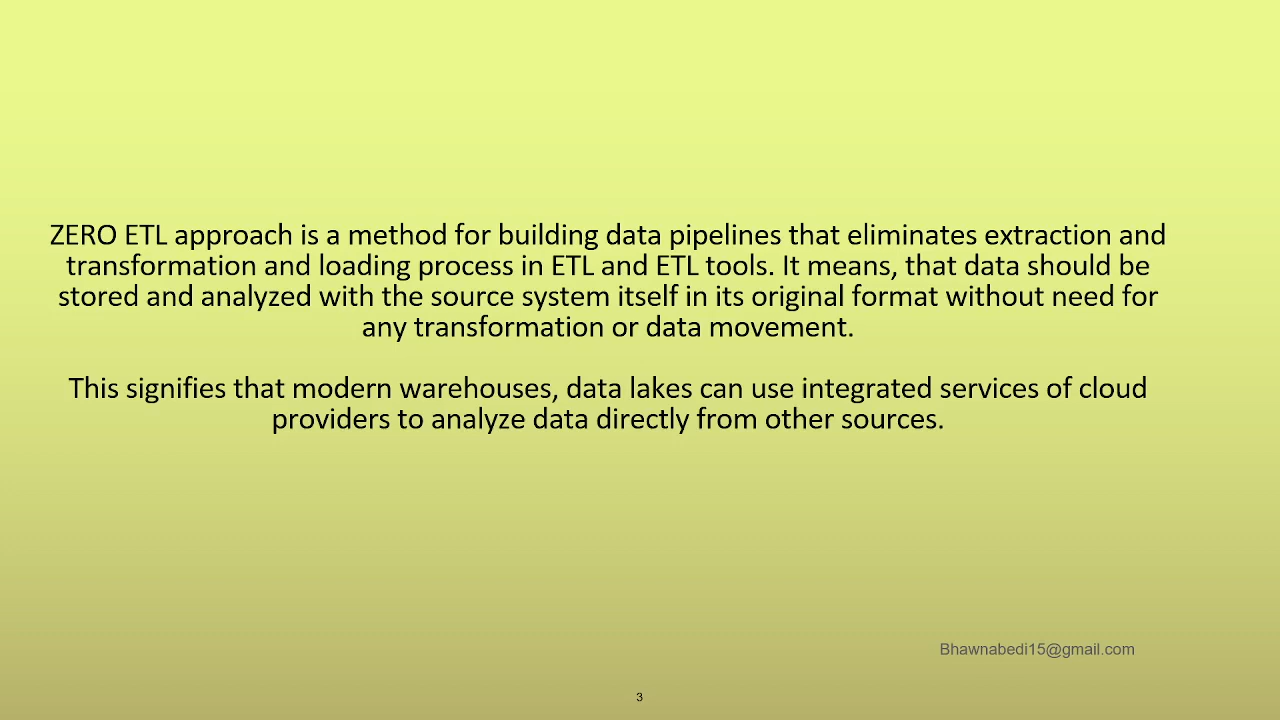 ZERO ETL approach is a method for building data pipelines that eliminates extraction and
transformation and loading process in ETL and ETL tools. It means, that data should be
stored and analyzed with the source system itself in its original format without need for
any transformation or data movement.
This signifies that modern warehouses, data lakes can use integrated services of cloud
providers to analyze data directly from other sources.
Bhawnabedi15@gmail.com
3